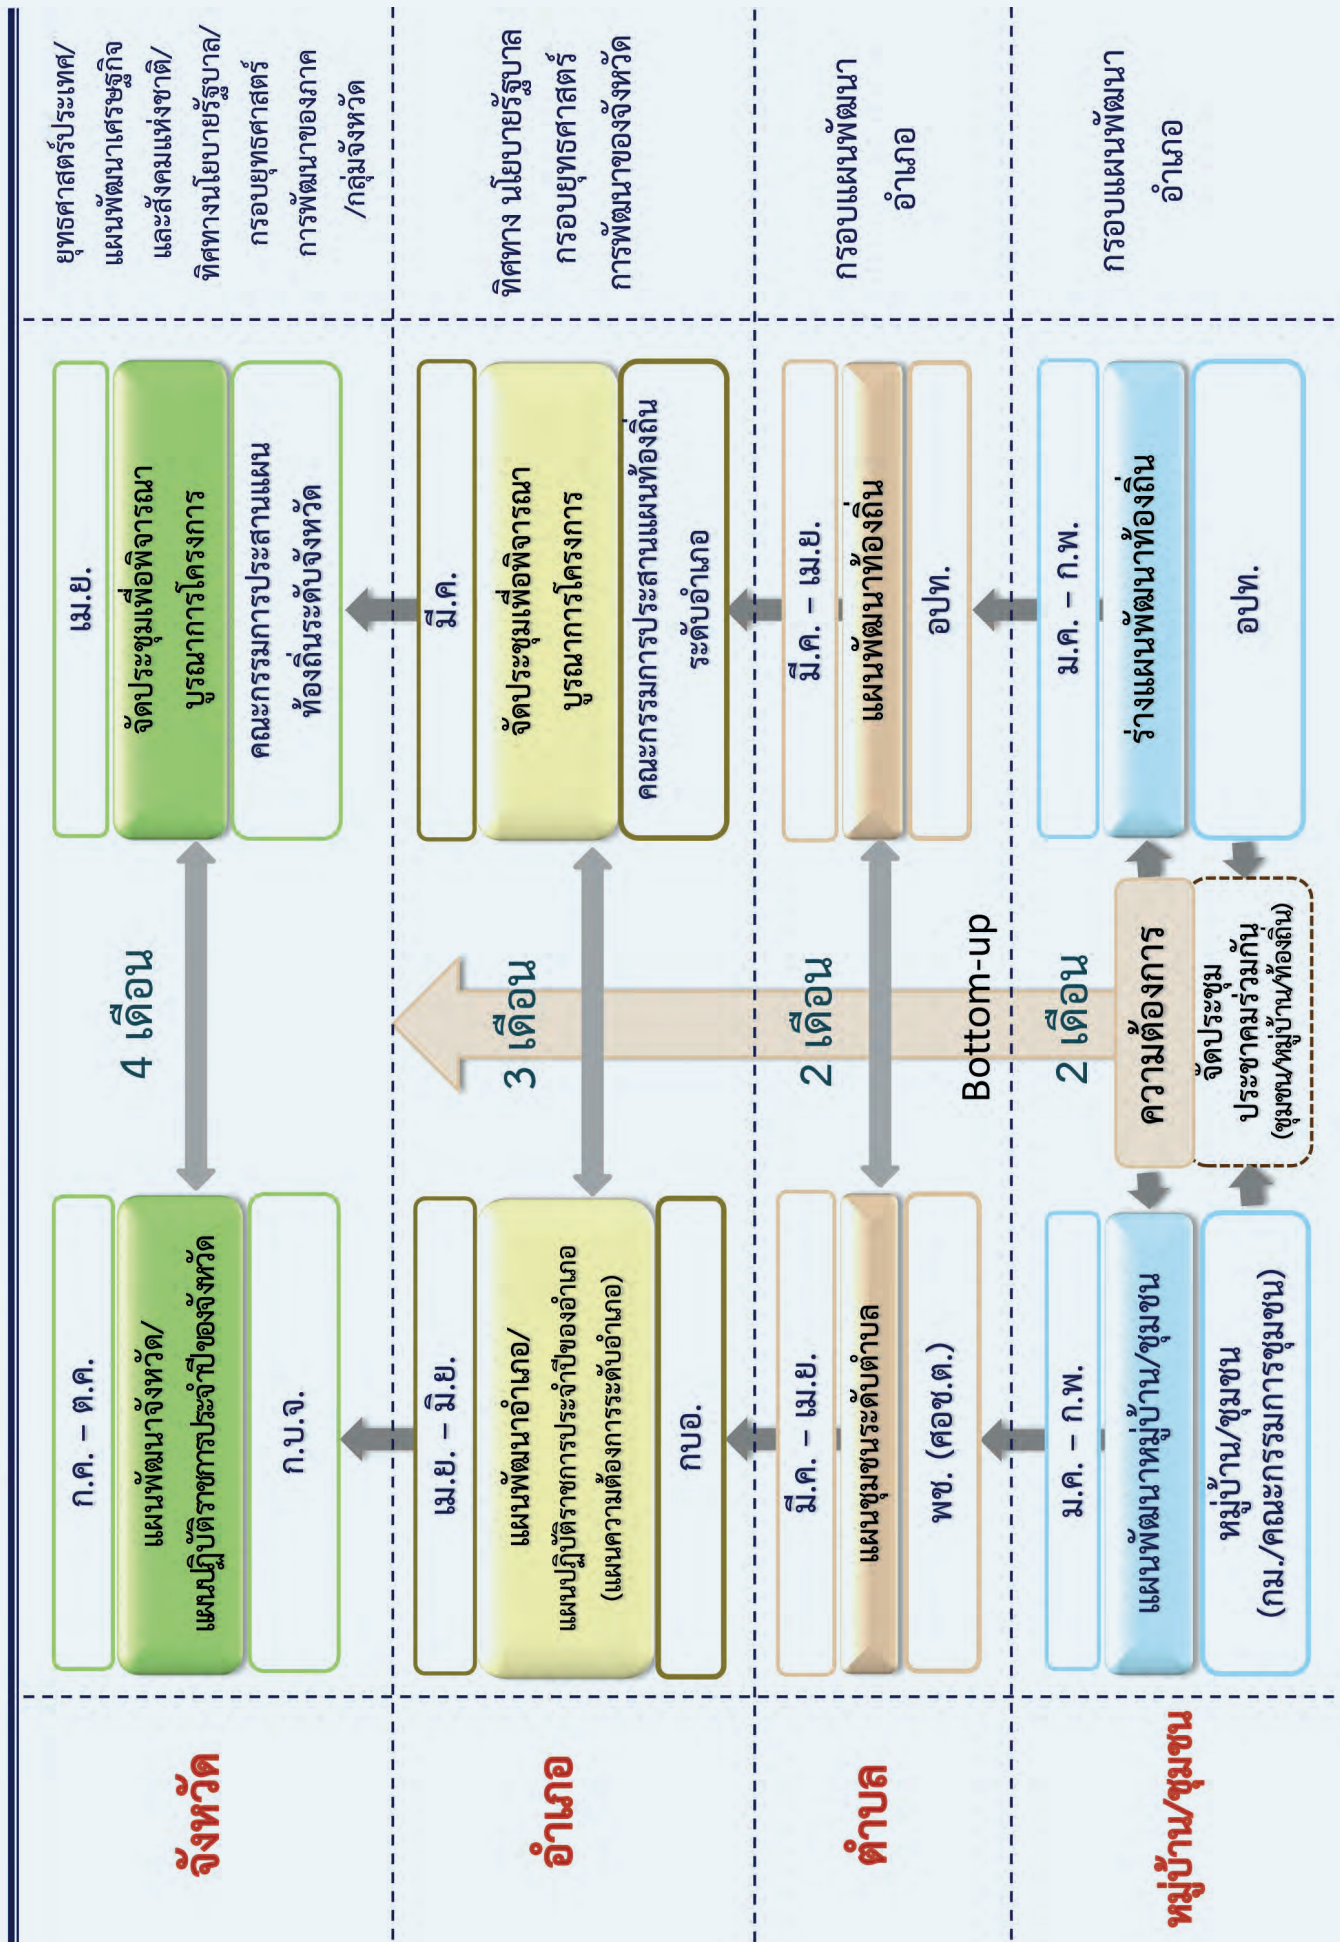 จังหวัด
ก.ค. – ต.ค.
แผนพัฒนาจังหวัด/
แผนปฏิบัติราชการประจำปีของจังหวัด
ก.บ.จ.
4 เดือน
เม.ย.
จัดประชุมเพื่อพิจารณา
บูรณาการโครงการ
คณะกรรมการประสานแผน
ท้องถิ่นระดับจังหวัด
ยุทธศาสตร์ประเทศ/
แผนพัฒนาเศรษฐกิจ
และสังคมแห่งชาติ/
ทิศทางนโยบายรัฐบาล/
กรอบยุทธศาสตร์
การพัฒนาของภาค
/กลุ่มจังหวัด
อำเภอ
เม.ย. – มิ.ย.
แผนพัฒนาอำเภอ/
แผนปฏิบัติราชการประจำปีของอำเภอ
(แผนความต้องการระดับอำเภอ)
กบอ.
3 เดือน
มี.ค.
จัดประชุมเพื่อพิจารณา
บูรณาการโครงการ
คณะกรรมการประสานแผนท้องถิ่น
ระดับอำเภอ
ทิศทาง นโยบายรัฐบาล
กรอบยุทธศาสตร์
การพัฒนาของจังหวัด
ตำบล
มี.ค. – เม.ย.
แผนชุมชนระดับตำบล
พช. (ศอช.ต.)
2 เดือน
Bottom-up
มี.ค. – เม.ย.
แผนพัฒนาท้องถิ่น
อปท.
กรอบแผนพัฒนา
อำเภอ
หมู่บ้าน/ชุมชน
ม.ค. – ก.พ.
แผนพัฒนาหมู่บ้าน/ชุมชน
หมู่บ้าน/ชุมชน
(กม./คณะกรรมการชุมชน)
2 เดือน
ความต้องการ
จัดประชุม
ประชาคมร่วมกัน
(ชุมชน/หมู่บ้าน/ท้องถิ่น)
ม.ค. – ก.พ.
ร่างแผนพัฒนาท้องถิ่น
อปท.
กรอบแผนพัฒนา
อำเภอ